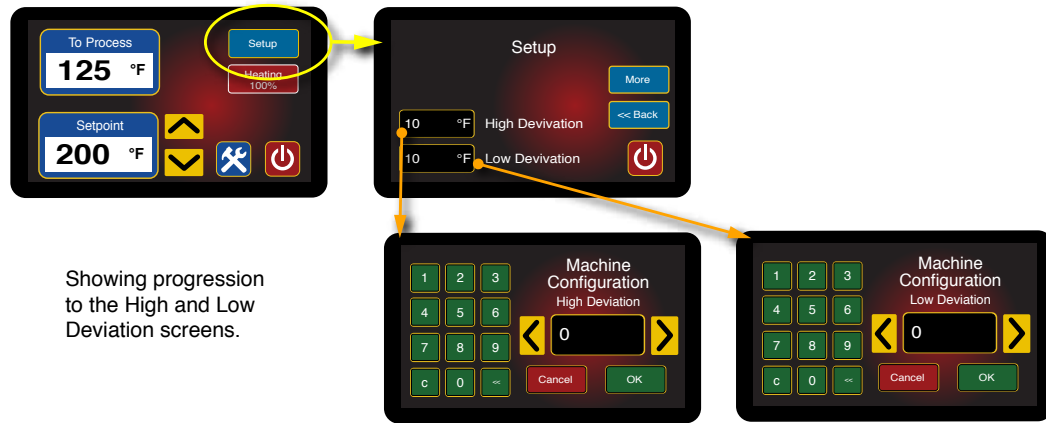 To Process
125 °F
Setup
Heating
100%
Setpoint
200 °F
Setup
More
<< Back
10 °F High Devivation
10 °F Low Devivation
Showing progression
to the High and Low
Deviation screens.
1 2 3
4 5 6
7 8 9
c 0 <<
Machine
Configuration
High Deviation
0
Cancel OK
1 2 3
4 5 6
7 8 9
c 0 <<
Machine
Configuration
Low Deviation
0
Cancel OK